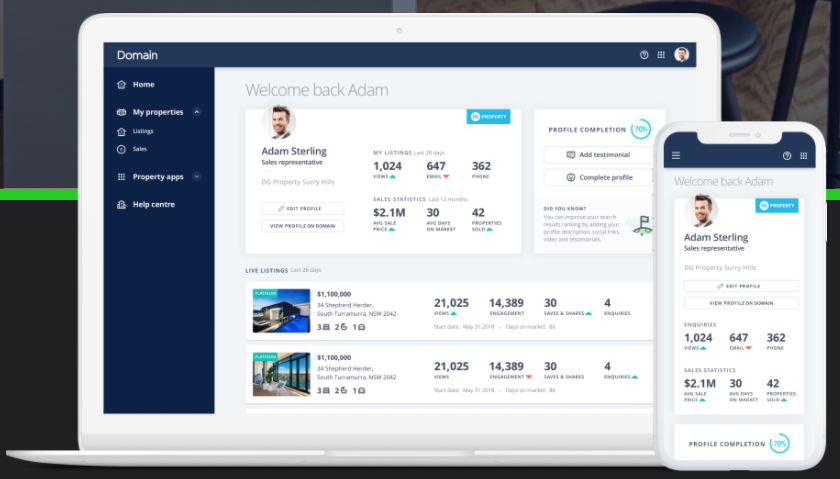 Domain
Home
My properties
Listings
Sales
Property apps
Help centre
Welcome back Adam
DG PROPERTY
Adam Sterling
Sales representative
DG Property Surry Hills
EDIT PROFILE
VIEW PROFILE ON DOMAIN
MY LISTINGS Last 28 days
1,024 647 362
VIEWS EMAIL PHONE
SALES STATISTICS Last 12 months
$2.1M 30 42
AVG SALE PRICE AVG DAYS ON MARKET PROPERTIES SOLD
PROFILE COMPLETION 70%
Add testimonial
Complete profile
DID YOU KNOW?
You can improve your search
results ranking by adding your
profile description, social links,
video and testimonials.
LIVE LISTINGS Last 29 days
PLATINUM
$1,100,000
34 Shepherd Herder,
South Turramurra, NSW 2042
3 2 1
21,025 14,389 30 4
VIEWS ENGAGEMENT SAVES & SHARES ENQUIRIES
Start date: May 31 2018 - Days on market: 86
PLATINUM
$1,100,000
34 Shepherd Herder,
South Turramurra, NSW 2042
3 2 1
21,025 14,389 30 4
VIEWS ENGAGEMENT SAVES & SHARES ENQUIRIES
Start date: May 31 2018 - Days on market: 86
Welcome back Adam
DG PROPERTY
Adam Sterling
Sales representative
DG Property Surry Hills
EDIT PROFILE
VIEW PROFILE ON DOMAIN
ENQUIRIES
1,024 647 362
VIEWS EMAIL PHONE
SALES STATISTICS
$2.1M 30 42
AVG SALE PRICE AVG DAYS ON MARKET PROPERTIES SOLD
PROFILE COMPLETION 70%